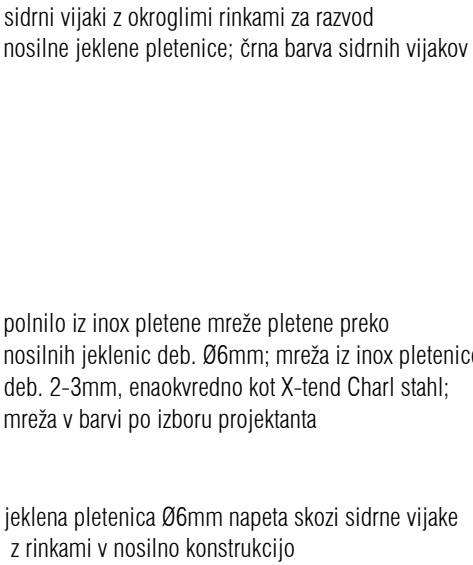 sidrni vijaki z okroglimi rinkami za razvod
nosilne jeklene pletenice; črna barva sidrnih vijakov
polnilo iz inox pletene mreže pletene preko
nosilnih jeklenic deb. Ø6mm; mreža iz inox pletenice
deb. 2-3mm, enaokvredno kot X-tend Charl stahl;
mreža v barvi po izboru projektanta
jeklena pletenica Ø6mm napeta skozi sidrne vijake
z rinkami v nosilno konstrukcijo